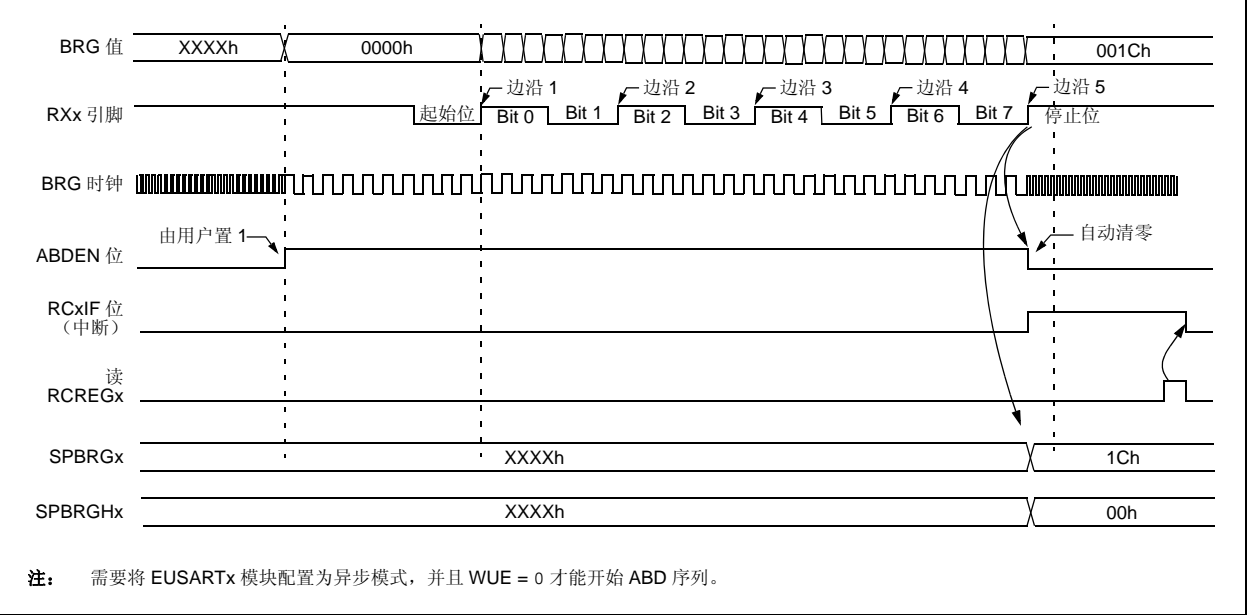 BRG 值 XXXXh 0000h 001Ch
边沿 1 边沿 2 边沿 3 边沿 4 边沿 5
RXx 引脚 起始位 Bit 0 Bit 1 Bit 2 Bit 3 Bit 4 Bit 5 Bit 6 Bit 7 停止位
BRG 时钟
由用户置 1 自动清零
ABDEN 位
RCxIF 位
（中断）
读
RCREGx
SPBRGx XXXXh 1Ch
SPBRGHx XXXXh 00h
注： 需要将 EUSARTx 模块配置为异步模式，并且 WUE = 0 才能开始 ABD 序列。